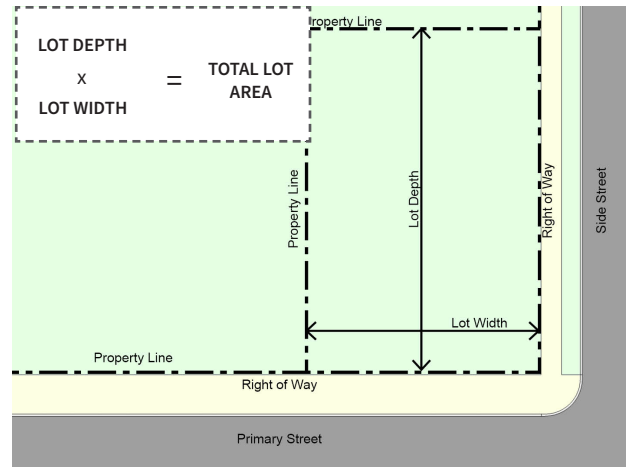 roperty Line
LOT DEPTH
x
LOT WIDTH
=
TOTAL LOT
AREA
Property Line
Lot Depth
Right of Way
Side Street
Lot Width
Property Line
Right of Way
Primary Street